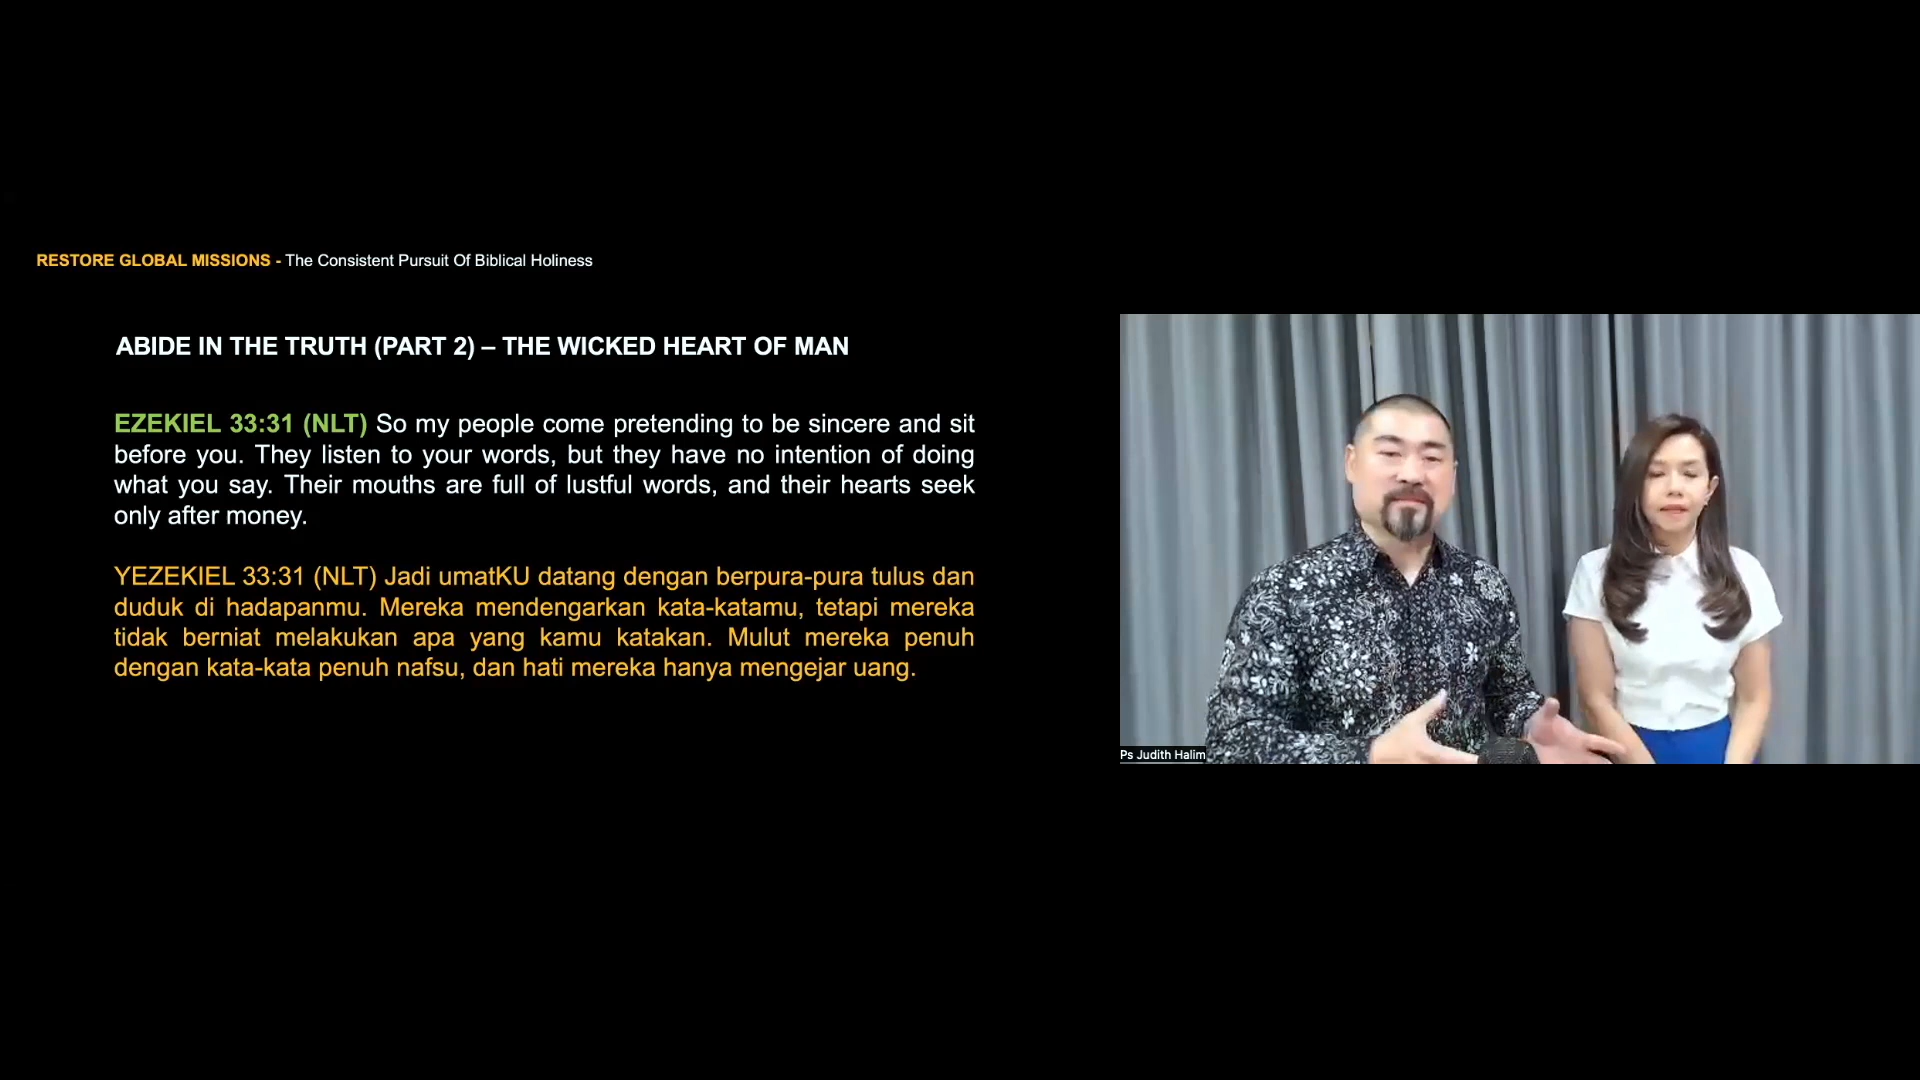 RESTORE GLOBAL MISSIONS - The Consistent Pursuit Of Biblical Holiness
ABIDE IN THE TRUTH (PART 2) – THE WICKED HEART OF MAN
EZEKIEL 33:31 (NLT) So my people come pretending to be sincere and sit
before you. They listen to your words, but they have no intention of doing
what you say. Their mouths are full of lustful words, and their hearts seek
only after money.
YEZEKIEL 33:31 (NLT) Jadi umatKU datang dengan berpura-pura tulus dan
duduk di hadapanmu. Mereka mendengarkan kata-katamu, tetapi mereka
tidak berniat melakukan apa yang kamu katakan. Mulut mereka penuh
dengan kata-kata penuh nafsu, dan hati mereka hanya mengejar uang.
Ps Judith Halim